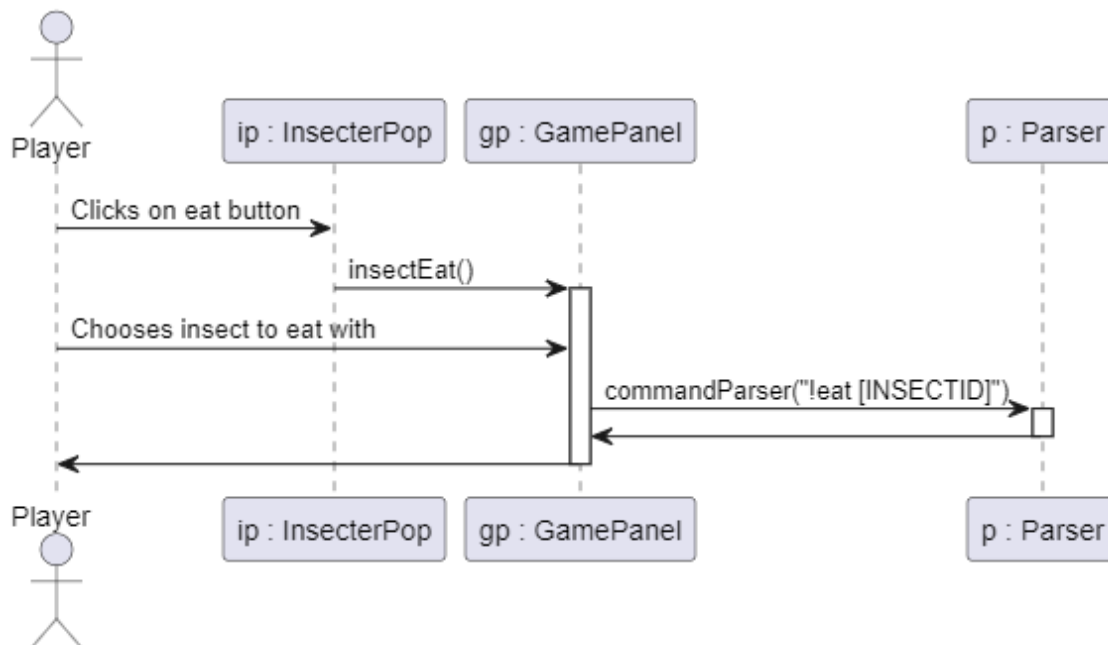 Player
ip : InsecterPop
gp : GamePanel
p : Parser
Clicks on eat button
insectEat()
Chooses insect to eat with
commandParser("!eat [INSECTID]")
Player
ip : InsecterPop
gp : GamePanel
p : Parser